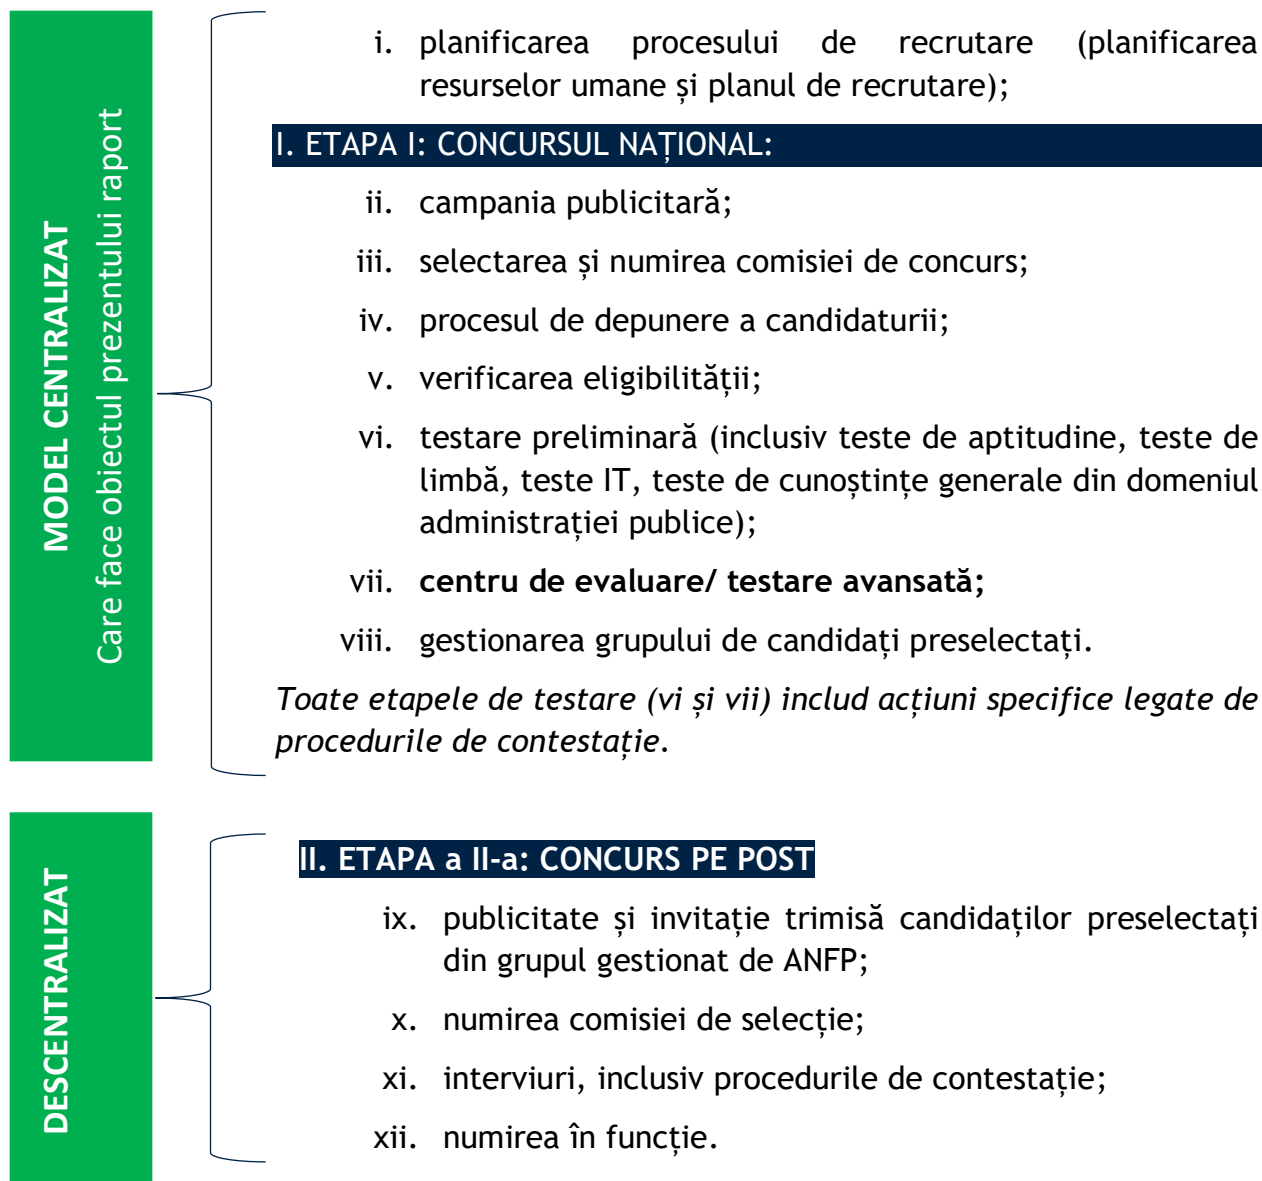 MODEL CENTRALIZAT
Care face obiectul prezentului raport
i. planificarea procesului de recrutare (planificarea
resurselor umane și planul de recrutare);
I. ETAPA I: CONCURSUL NAȚIONAL:
ii. campania publicitară;
iii. selectarea și numirea comisiei de concurs;
iv. procesul de depunere a candidaturii;
v. verificarea eligibilității;
vi. testare preliminară (inclusiv teste de aptitudine, teste de
limbă, teste IT, teste de cunoștințe generale din domeniul
administrației publice);
vii. centru de evaluare/ testare avansată;
viii. gestionarea grupului de candidați preselectați.
Toate etapele de testare (vi și vii) includ acțiuni specifice legate de
procedurile de contestație.
DESCENTRALIZAT
II. ETAPA a II-a: CONCURS PE POST
ix. publicitate și invitație trimisă candidaților preselectați
din grupul gestionat de ANFP;
x. numirea comisiei de selecție;
xi. interviuri, inclusiv procedurile de contestație;
xii. numirea în funcție.